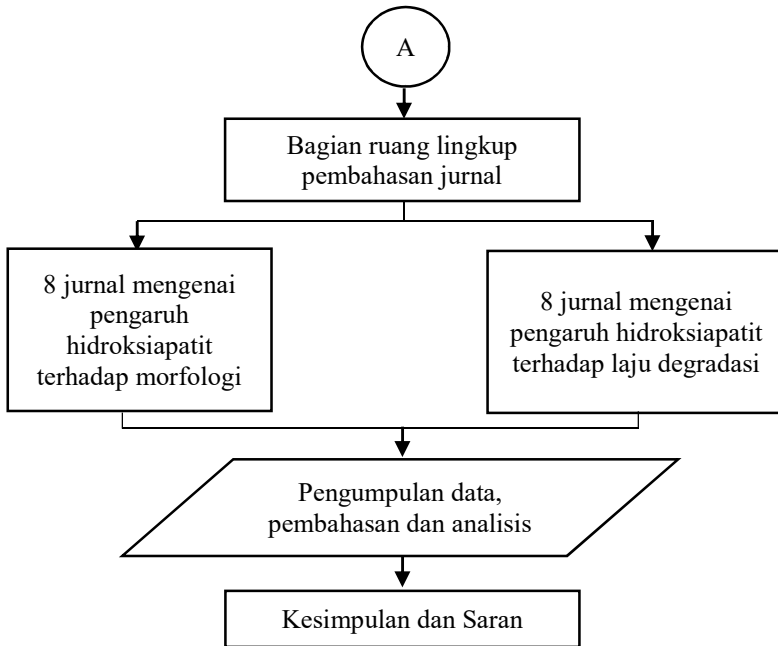 A
Bagian ruang lingkup
pembahasan jurnal
8 jurnal mengenai
pengaruh
hidroksiapatit
terhadap morfologi
8 jurnal mengenai
pengaruh hidroksiapatit
terhadap laju degradasi
Pengumpulan data,
pembahasan dan analisis
Kesimpulan dan Saran